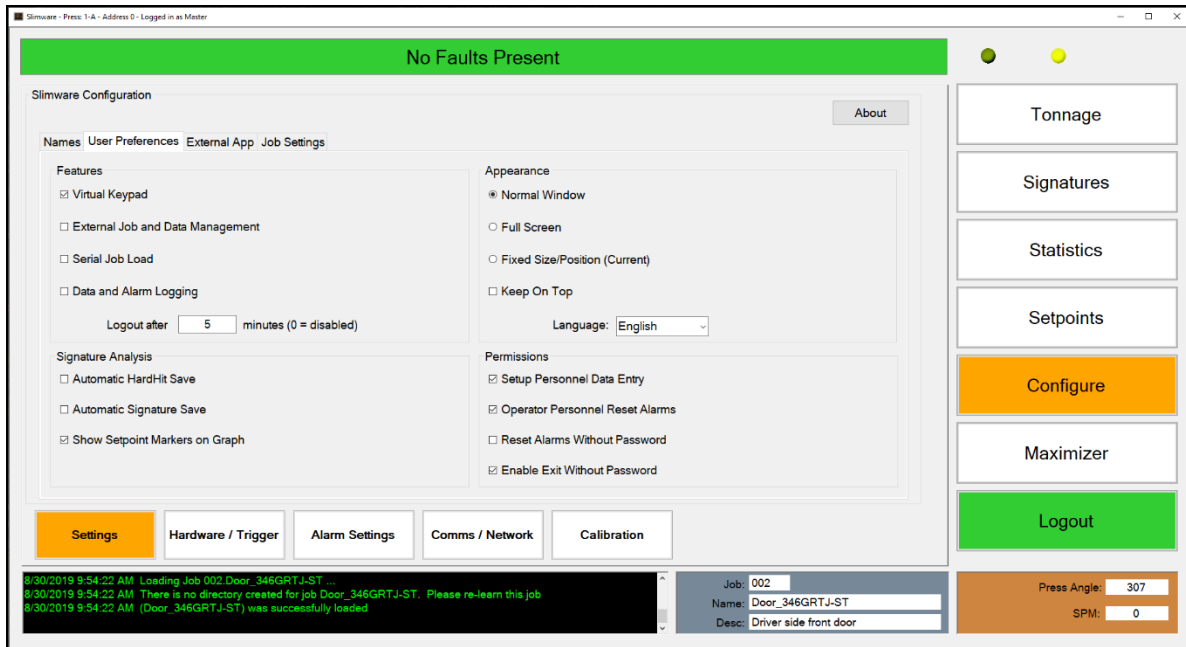 Slimware - Press: 1-A - Address 0 - Logged in as Master
No Faults Present
Slimware Configuration
About
Names User Preferences External App Job Settings
Features
Virtual Keypad
External Job and Data Management
Serial Job Load
Data and Alarm Logging
Logout after 5 minutes (0 = disabled)
Appearance
Normal Window
Full Screen
Fixed Size/Position (Current)
Keep On Top
Language: English
Signature Analysis
Automatic HardHit Save
Automatic Signature Save
Show Setpoint Markers on Graph
Permissions
Setup Personnel Data Entry
Operator Personnel Reset Alarms
Reset Alarms Without Password
Enable Exit Without Password
Settings Hardware / Trigger Alarm Settings Comms / Network Calibration
Tonnage
Signatures
Statistics
Setpoints
Configure
Maximizer
Logout
8/30/2019 9:54:22 AM Loading Job 002.Door_346GRTJ-ST ...
8/30/2019 9:54:22 AM There is no directory created for job Door_346GRTJ-ST. Please re-learn this job
8/30/2019 9:54:22 AM (Door_346GRTJ-ST) was successfully loaded
Job: 002
Name: Door_346GRTJ-ST
Desc: Driver side front door
Press Angle: 307
SPM: 0